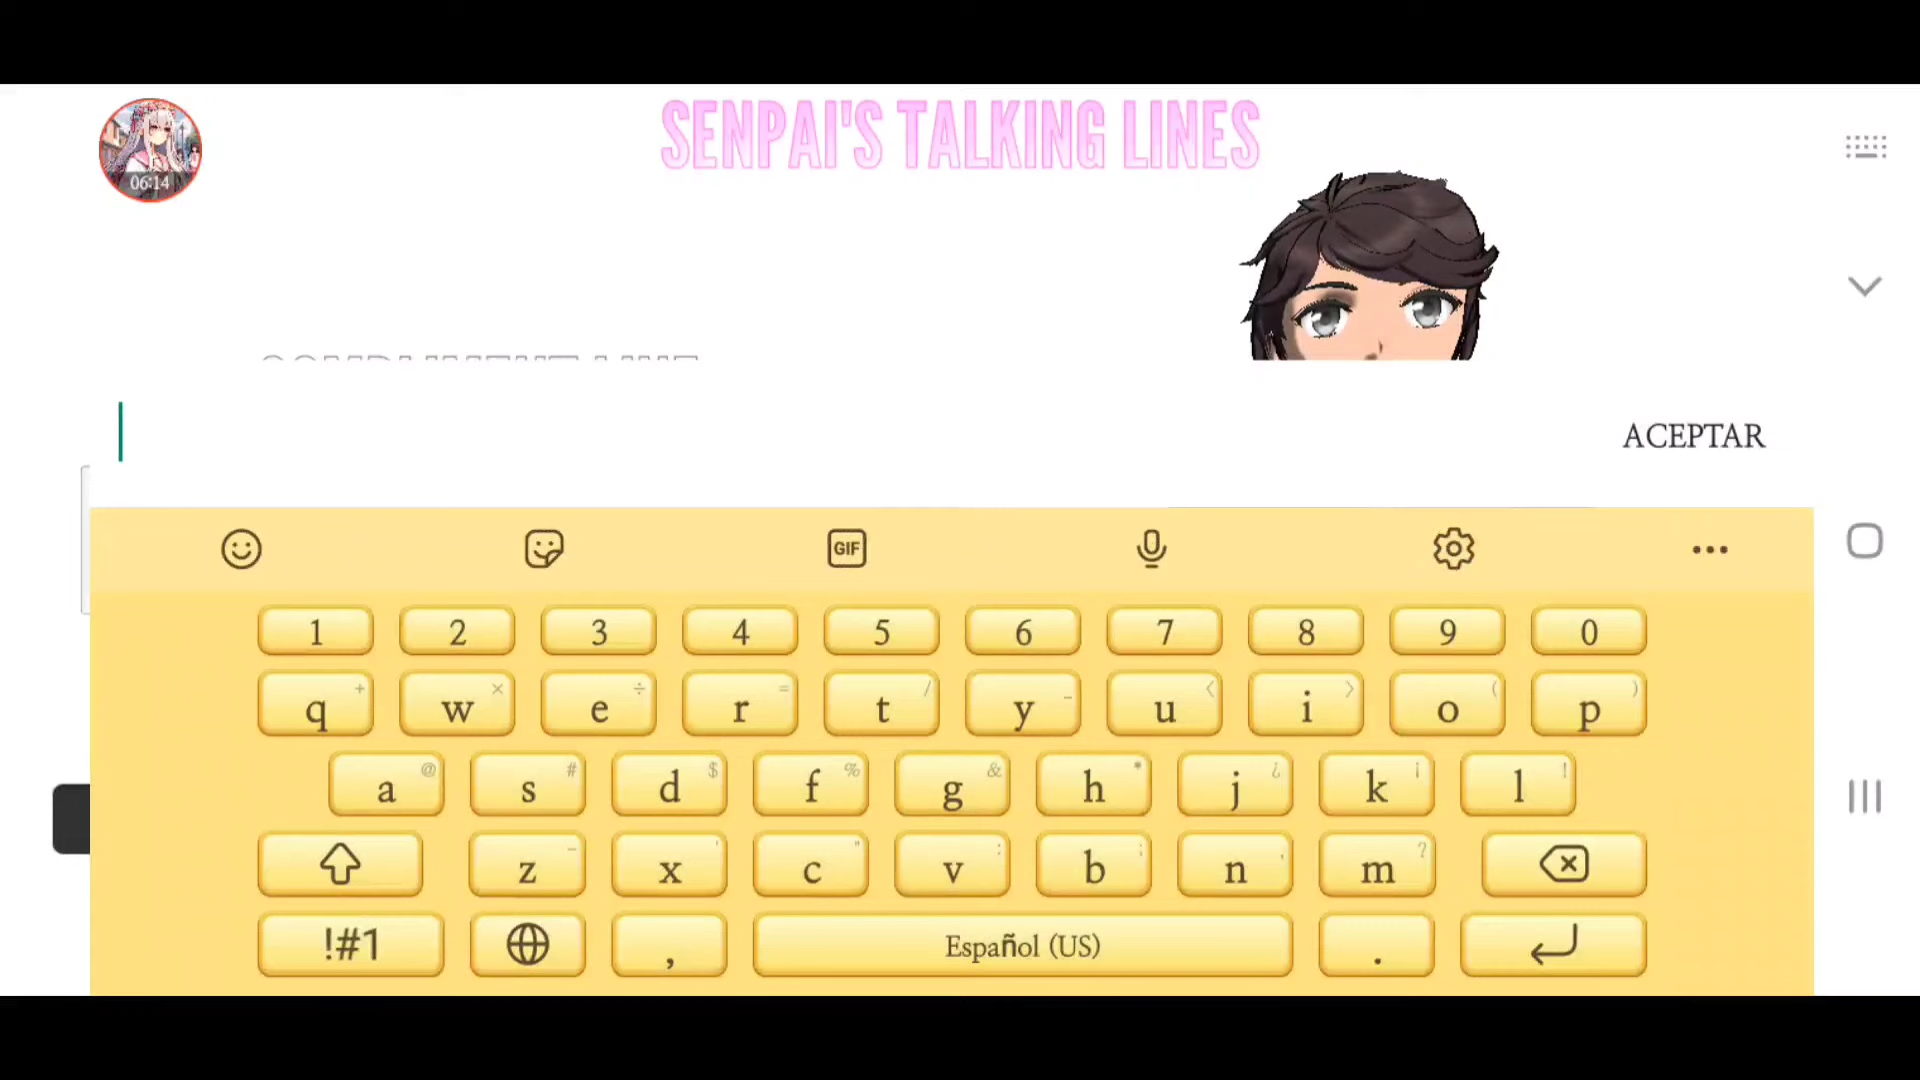 SENPAI'S TALKING LINES
06:14
ACEPTAR
GIF
1 2 3 4 5 6 7 8 9 0
q + w × e ÷ r = t / y _ u < i > o ( p )
a @ s # d $ f % g & h * j ¿ k ¡ l !
z - x ' c " v : b ; n , m ?
!#1 , Español (US) .